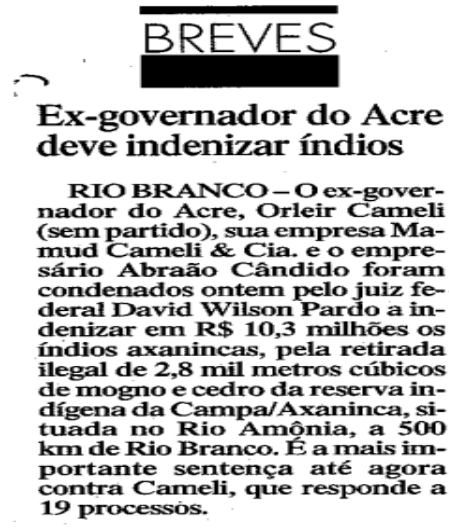 BREVES
Ex-governador do Acre
deve indenizar índios
RIO BRANCO – O ex-gover-
nador do Acre, Orleir Cameli
(sem partido), sua empresa Ma-
mud Cameli & Cia. e o empre-
sário Abraão Cândido foram
condenados ontem pelo juiz fe-
deral David Wilson Pardo a in-
denizar em R$ 10,3 milhões os
índios axanincas, pela retirada
ilegal de 2,8 mil metros cúbicos
de mogno e cedro da reserva in-
dígena da Campa/Axaninca, si-
tuada no Rio Amônia, a 500
km de Rio Branco. É a mais im-
portante sentença até agora
contra Cameli, que responde a
19 processos.